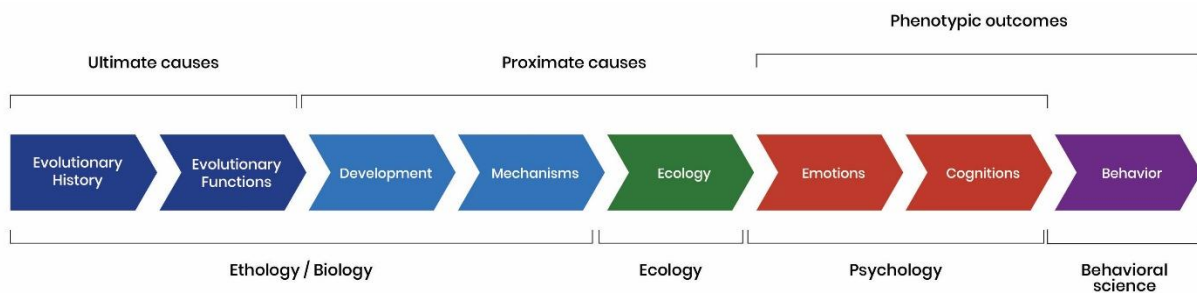 Phenotypic outcomes
Ultimate causes
Proximate causes
Evolutionary
History
Evolutionary
Functions
Development
Mechanisms
Ecology
Emotions
Cognitions
Behavior
Ethology / Biology
Ecology
Psychology
Behavioral
science